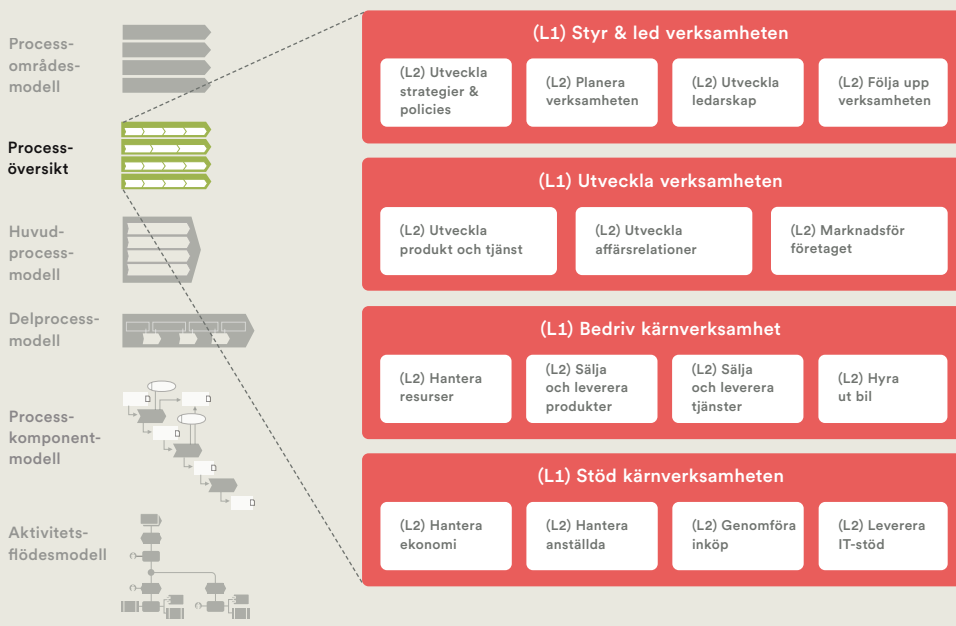 Process-
områdes-
modell
Process-
översikt
Huvud-
process-
modell
Delprocess-
modell
Process-
komponent-
modell
Aktivitets-
flödesmodell
(L1) Styr & led verksamheten
(L2) Utveckla
strategier &
policies
(L2) Planera
verksamheten
(L2) Utveckla
ledarskap
(L2) Följa upp
verksamheten
(L1) Utveckla verksamheten
(L2) Utveckla
produkt och tjänst
(L2) Utveckla
affärsrelationer
(L2) Marknadsför
företaget
(L1) Bedriv kärnverksamhet
(L2) Hantera
resurser
(L2) Sälja
och leverera
produkter
(L2) Sälja
och leverera
tjänster
(L2) Hyra
ut bil
(L1) Stöd kärnverksamheten
(L2) Hantera
ekonomi
(L2) Hantera
anställda
(L2) Genomföra
inköp
(L2) Leverera
IT-stöd